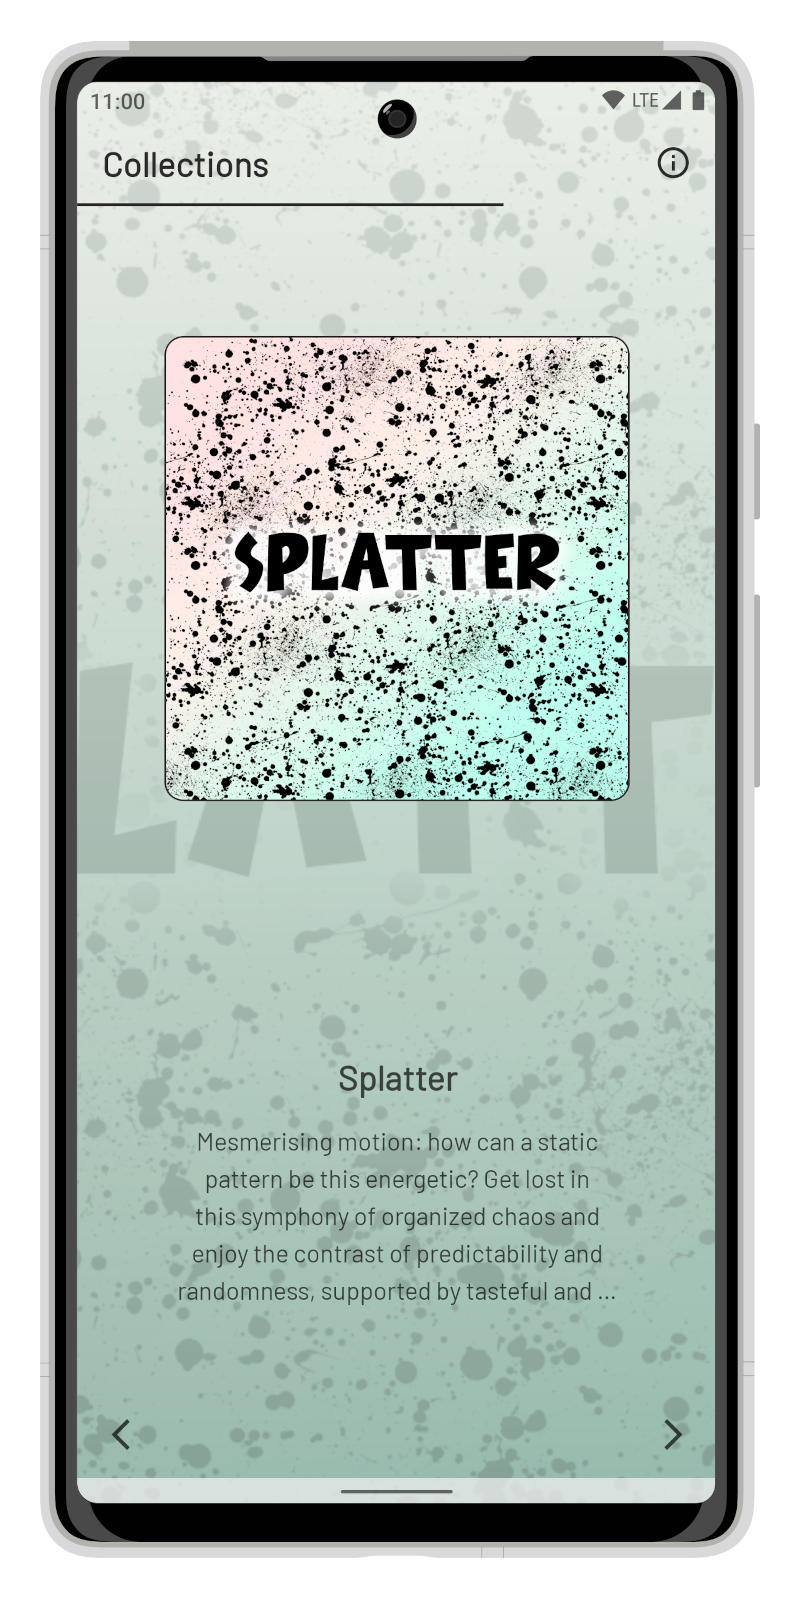 11:00
LTE
Collections
SPLATTER
LATT
Splatter
Mesmerising motion: how can a static
pattern be this energetic? Get lost in
this symphony of organized chaos and
enjoy the contrast of predictability and
randomness, supported by tasteful and ...